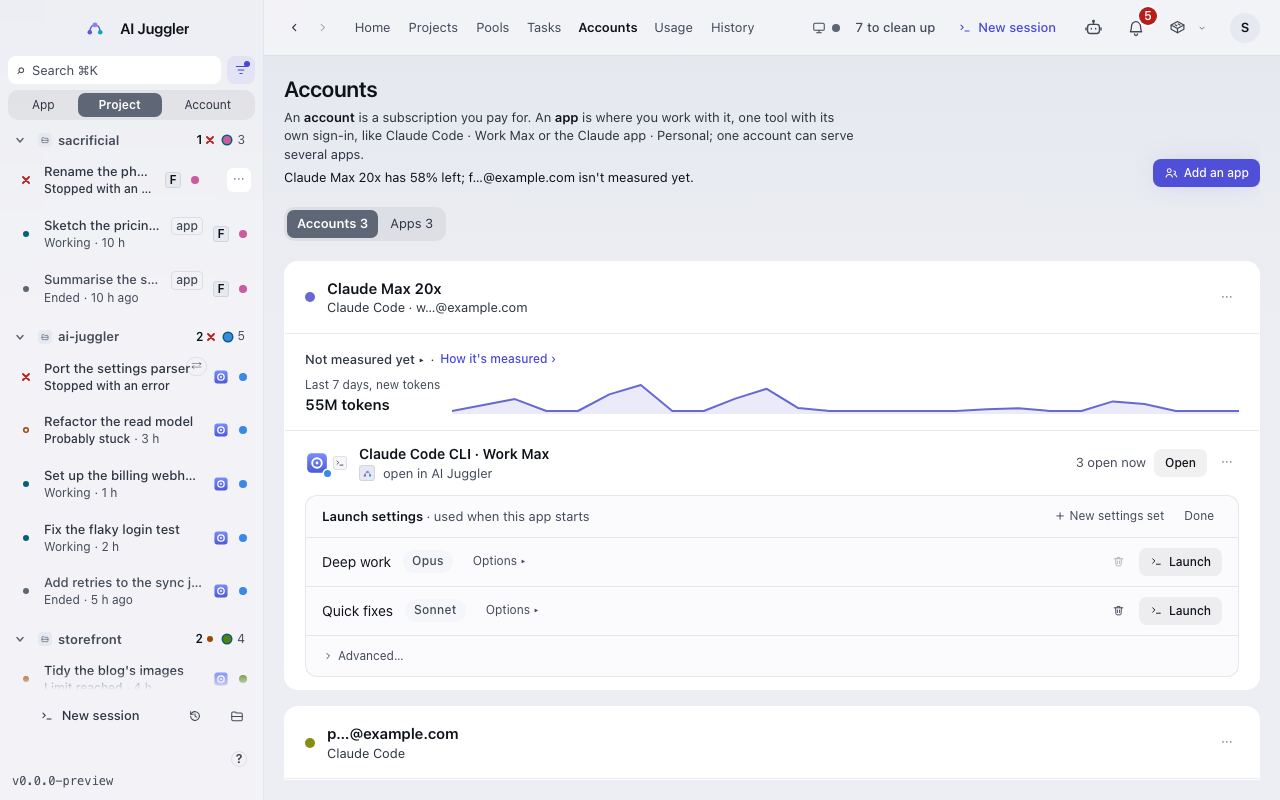 AI Juggler
Search ⌘K
App Project Account
sacrificial 1 3
Rename the ph... F
Stopped with an ...
Sketch the pricin... app F
Working · 10 h
Summarise the s... app F
Ended · 10 h ago
ai-juggler 2 5
Port the settings parser
Stopped with an error
Refactor the read model
Probably stuck · 3 h
Set up the billing webh...
Working · 1 h
Fix the flaky login test
Working · 2 h
Add retries to the sync j...
Ended · 5 h ago
storefront 2 4
Tidy the blog's images
Limit reached · 4 h
New session
?
v0.0.0-preview
Home Projects Pools Tasks Accounts Usage History 7 to clean up New session 5 S
Accounts
An account is a subscription you pay for. An app is where you work with it, one tool with its
own sign-in, like Claude Code · Work Max or the Claude app · Personal; one account can serve
several apps.
Claude Max 20x has 58% left; f...@example.com isn't measured yet.
Add an app
Accounts 3 Apps 3
Claude Max 20x
Claude Code · w...@example.com
Not measured yet ▸ · How it's measured ›
Last 7 days, new tokens
55M tokens
Claude Code CLI · Work Max
open in AI Juggler
3 open now Open
Launch settings · used when this app starts + New settings set Done
Deep work Opus Options ▸ Launch
Quick fixes Sonnet Options ▸ Launch
Advanced...
p...@example.com
Claude Code